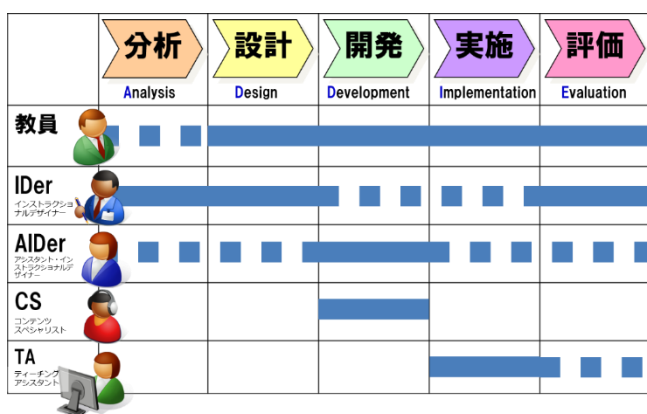 分析
設計
開発
実施
評価
Analysis
Design
Development
Implementation
Evaluation
教員
IDer
インストラクショ
ナルデザイナー
AIDer
アシスタント・イン
ストラクショナルデ
ザイナー
CS
コンテンツ
スペシャリスト
TA
ティーチング
アシスタント